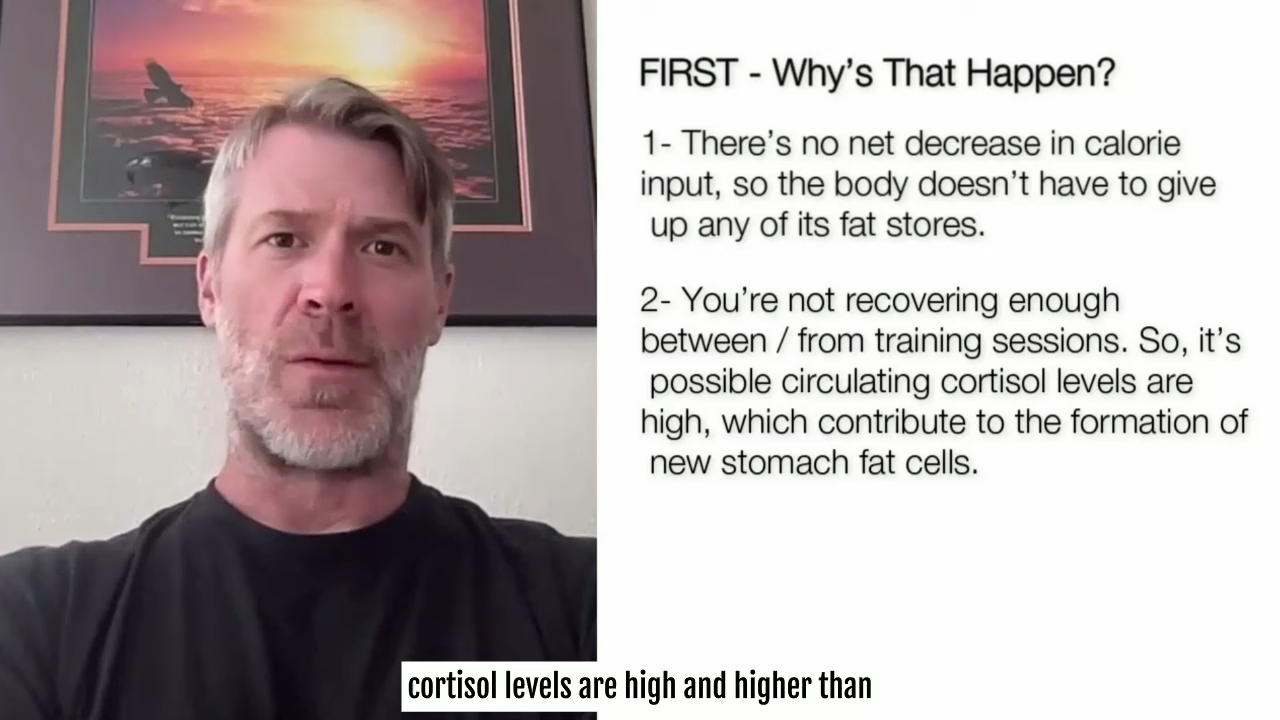 FIRST - Why's That Happen?
1- There's no net decrease in calorie
input, so the body doesn't have to give
up any of its fat stores.
2- You're not recovering enough
between / from training sessions. So, it's
possible circulating cortisol levels are
high, which contribute to the formation of
new stomach fat cells.
cortisol levels are high and higher than